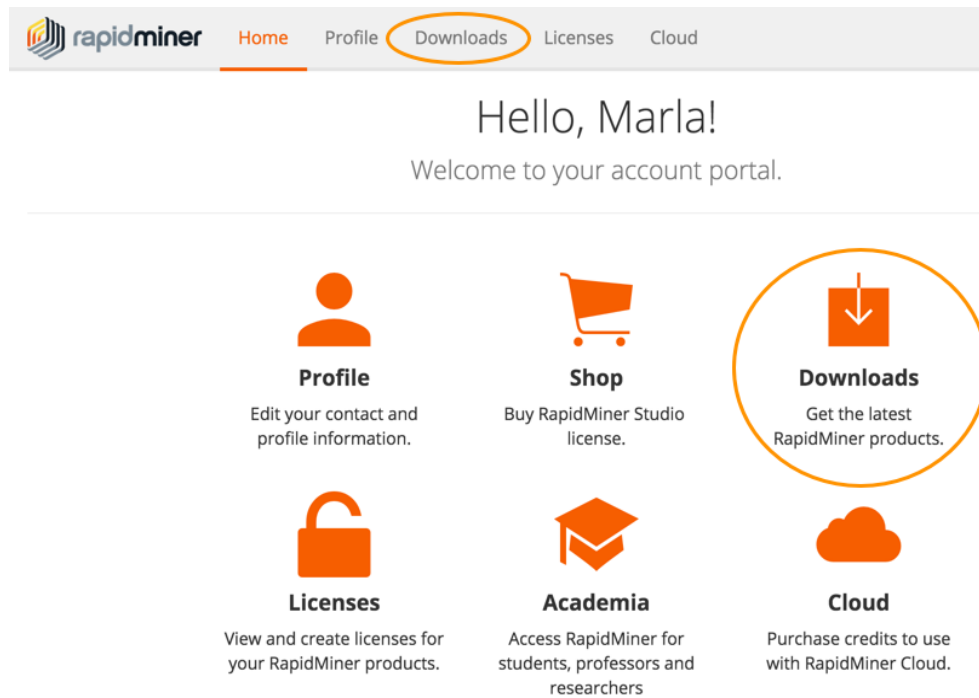 rapidminer Home Profile Downloads Licenses Cloud
Hello, Marla!
Welcome to your account portal.
Profile
Edit your contact and
profile information.
Shop
Buy RapidMiner Studio
license.
Downloads
Get the latest
RapidMiner products.
Licenses
View and create licenses for
your RapidMiner products.
Academia
Access RapidMiner for
students, professors and
researchers
Cloud
Purchase credits to use
with RapidMiner Cloud.